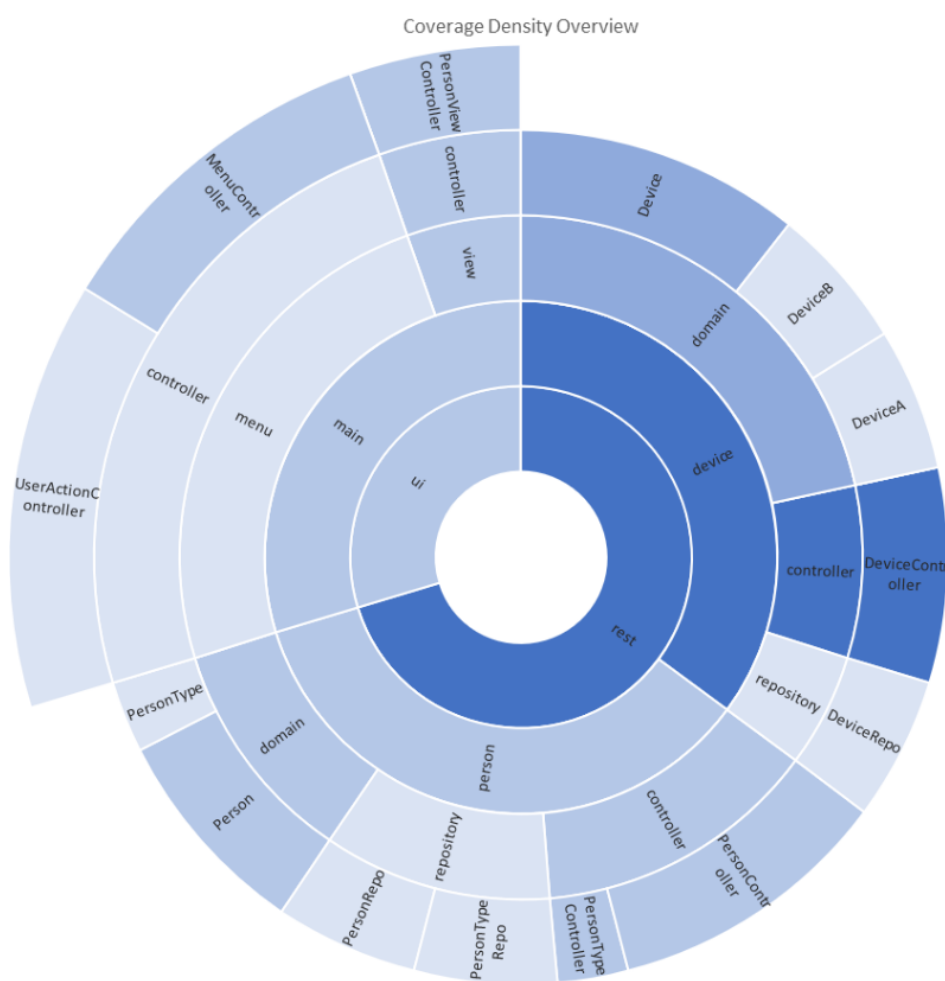 Coverage Density Overview
PersonView
Controller
MenuContr
oller
controller
Device
view
DeviceB
domain
controller
menu
main
DeviceA
device
ui
UserActionC
ontroller
controller
DeviceContr
oller
rest
repository
DeviceRepo
PersonType
domain
person
Person
controller
repository
PersonContr
oller
PersonRepo
PersonType
Repo
PersonType
Controller